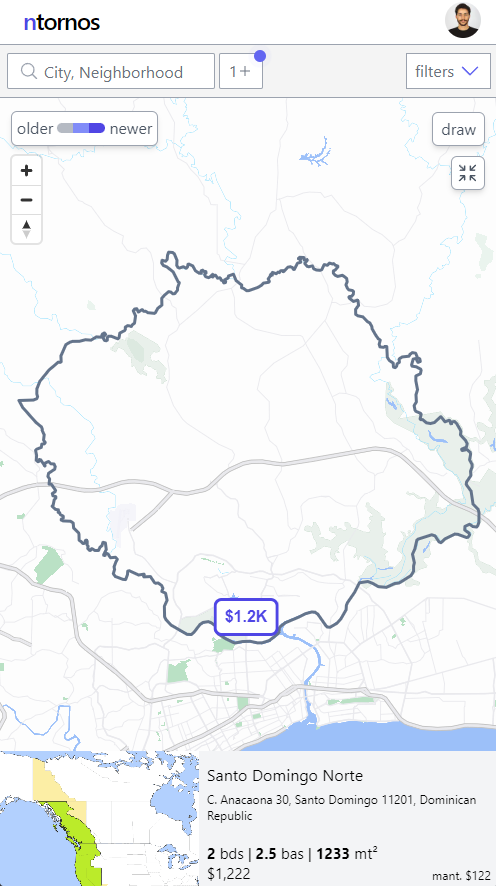 ntornos
City, Neighborhood
1+
filters
older newer
draw
$1.2K
Santo Domingo Norte
C. Anacaona 30, Santo Domingo 11201, Dominican
Republic
2 bds | 2.5 bas | 1233 mt²
$1,222
mant. $122